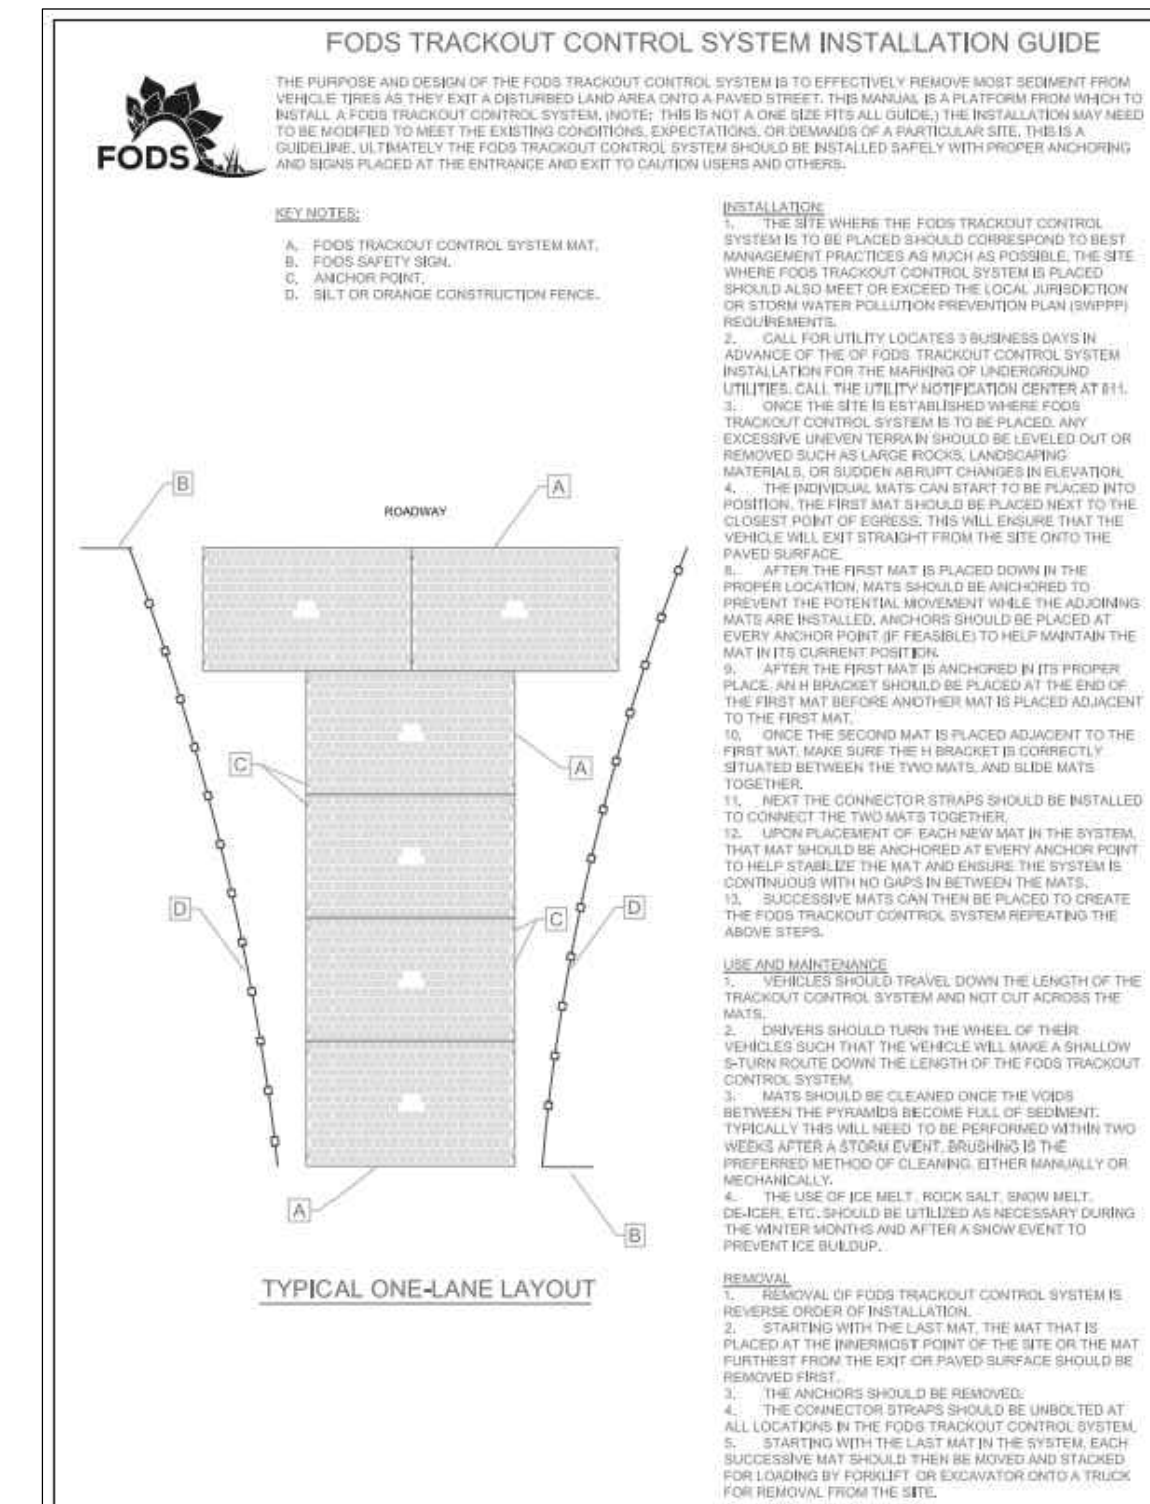 FODS TRACKOUT CONTROL SYSTEM INSTALLATION GUIDE
FODS
THE PURPOSE AND DESIGN OF THE FODS TRACKOUT CONTROL SYSTEM IS TO EFFECTIVELY REMOVE MOST SEDIMENT FROM
VEHICLE TIRES AS THEY EXIT A DISTURBED LAND AREA ONTO A PAVED STREET. THIS MANUAL IS A PLATFORM FROM WHICH TO
INSTALL A FODS TRACKOUT CONTROL SYSTEM. (NOTE: THIS IS NOT A ONE SIZE FITS ALL GUIDE.) THE INSTALLATION MAY NEED
TO BE MODIFIED TO MEET THE EXISTING CONDITIONS, EXPECTATIONS, OR DEMANDS OF A PARTICULAR SITE. THIS IS A
GUIDELINE. ULTIMATELY THE FODS TRACKOUT CONTROL SYSTEM SHOULD BE INSTALLED SAFELY WITH PROPER ANCHORING
AND SIGNS PLACED AT THE ENTRANCE AND EXIT TO CAUTION USERS AND OTHERS.
KEY NOTES:
A. FODS TRACKOUT CONTROL SYSTEM MAT.
B. FODS SAFETY SIGN.
C. ANCHOR POINT.
D. SILT OR ORANGE CONSTRUCTION FENCE.
B
A
ROADWAY
C
A
D
C
D
A
B
TYPICAL ONE-LANE LAYOUT
INSTALLATION:
1. THE SITE WHERE THE FODS TRACKOUT CONTROL
SYSTEM IS TO BE PLACED SHOULD CORRESPOND TO BEST
MANAGEMENT PRACTICES AS MUCH AS POSSIBLE. THE SITE
WHERE FODS TRACKOUT CONTROL SYSTEM IS PLACED
SHOULD ALSO MEET OR EXCEED THE LOCAL JURISDICTION
OR STORM WATER POLLUTION PREVENTION PLAN (SWPPP)
REQUIREMENTS.
2. CALL FOR UTILITY LOCATES 3 BUSINESS DAYS IN
ADVANCE OF THE OF FODS TRACKOUT CONTROL SYSTEM
INSTALLATION FOR THE MARKING OF UNDERGROUND
UTILITIES. CALL THE UTILITY NOTIFICATION CENTER AT 811.
3. ONCE THE SITE IS ESTABLISHED WHERE FODS
TRACKOUT CONTROL SYSTEM IS TO BE PLACED, ANY
EXCESSIVE UNEVEN TERRAIN SHOULD BE LEVELED OUT OR
REMOVED SUCH AS LARGE ROCKS, LANDSCAPING
MATERIALS, OR SUDDEN ABRUPT CHANGES IN ELEVATION.
4. THE INDIVIDUAL MATS CAN START TO BE PLACED INTO
POSITION. THE FIRST MAT SHOULD BE PLACED NEXT TO THE
CLOSEST POINT OF EGRESS. THIS WILL ENSURE THAT THE
VEHICLE WILL EXIT STRAIGHT FROM THE SITE ONTO THE
PAVED SURFACE.
8. AFTER THE FIRST MAT IS PLACED DOWN IN THE
PROPER LOCATION, MATS SHOULD BE ANCHORED TO
PREVENT THE POTENTIAL MOVEMENT WHILE THE ADJOINING
MATS ARE INSTALLED. ANCHORS SHOULD BE PLACED AT
EVERY ANCHOR POINT (IF FEASIBLE) TO HELP MAINTAIN THE
MAT IN ITS CURRENT POSITION.
9. AFTER THE FIRST MAT IS ANCHORED IN ITS PROPER
PLACE, AN H BRACKET SHOULD BE PLACED AT THE END OF
THE FIRST MAT BEFORE ANOTHER MAT IS PLACED ADJACENT
TO THE FIRST MAT.
10. ONCE THE SECOND MAT IS PLACED ADJACENT TO THE
FIRST MAT, MAKE SURE THE H BRACKET IS CORRECTLY
SITUATED BETWEEN THE TWO MATS, AND SLIDE MATS
TOGETHER.
11. NEXT THE CONNECTOR STRAPS SHOULD BE INSTALLED
TO CONNECT THE TWO MATS TOGETHER.
12. UPON PLACEMENT OF EACH NEW MAT IN THE SYSTEM,
THAT MAT SHOULD BE ANCHORED AT EVERY ANCHOR POINT
TO HELP STABILIZE THE MAT AND ENSURE THE SYSTEM IS
CONTINUOUS WITH NO GAPS IN BETWEEN THE MATS.
13. SUCCESSIVE MATS CAN THEN BE PLACED TO CREATE
THE FODS TRACKOUT CONTROL SYSTEM REPEATING THE
ABOVE STEPS.
USE AND MAINTENANCE
1. VEHICLES SHOULD TRAVEL DOWN THE LENGTH OF THE
TRACKOUT CONTROL SYSTEM AND NOT CUT ACROSS THE
MATS.
2. DRIVERS SHOULD TURN THE WHEEL OF THEIR
VEHICLES SUCH THAT THE VEHICLE WILL MAKE A SHALLOW
S-TURN ROUTE DOWN THE LENGTH OF THE FODS TRACKOUT
CONTROL SYSTEM.
3. MATS SHOULD BE CLEANED ONCE THE VOIDS
BETWEEN THE PYRAMIDS BECOME FULL OF SEDIMENT.
TYPICALLY THIS WILL NEED TO BE PERFORMED WITHIN TWO
WEEKS AFTER A STORM EVENT. BRUSHING IS THE
PREFERRED METHOD OF CLEANING, EITHER MANUALLY OR
MECHANICALLY.
4. THE USE OF ICE MELT, ROCK SALT, SNOW MELT,
DE-ICER, ETC. SHOULD BE UTILIZED AS NECESSARY DURING
THE WINTER MONTHS AND AFTER A SNOW EVENT TO
PREVENT ICE BUILDUP.
REMOVAL
1. REMOVAL OF FODS TRACKOUT CONTROL SYSTEM IS
REVERSE ORDER OF INSTALLATION.
2. STARTING WITH THE LAST MAT, THE MAT THAT IS
PLACED AT THE INNERMOST POINT OF THE SITE OR THE MAT
FURTHEST FROM THE EXIT OR PAVED SURFACE SHOULD BE
REMOVED FIRST.
3. THE ANCHORS SHOULD BE REMOVED.
4. THE CONNECTOR STRAPS SHOULD BE UNBOLTED AT
ALL LOCATIONS IN THE FODS TRACKOUT CONTROL SYSTEM.
5. STARTING WITH THE LAST MAT IN THE SYSTEM, EACH
SUCCESSIVE MAT SHOULD THEN BE MOVED AND STACKED
FOR LOADING BY FORKLIFT OR EXCAVATOR ONTO A TRUCK
FOR REMOVAL FROM THE SITE.